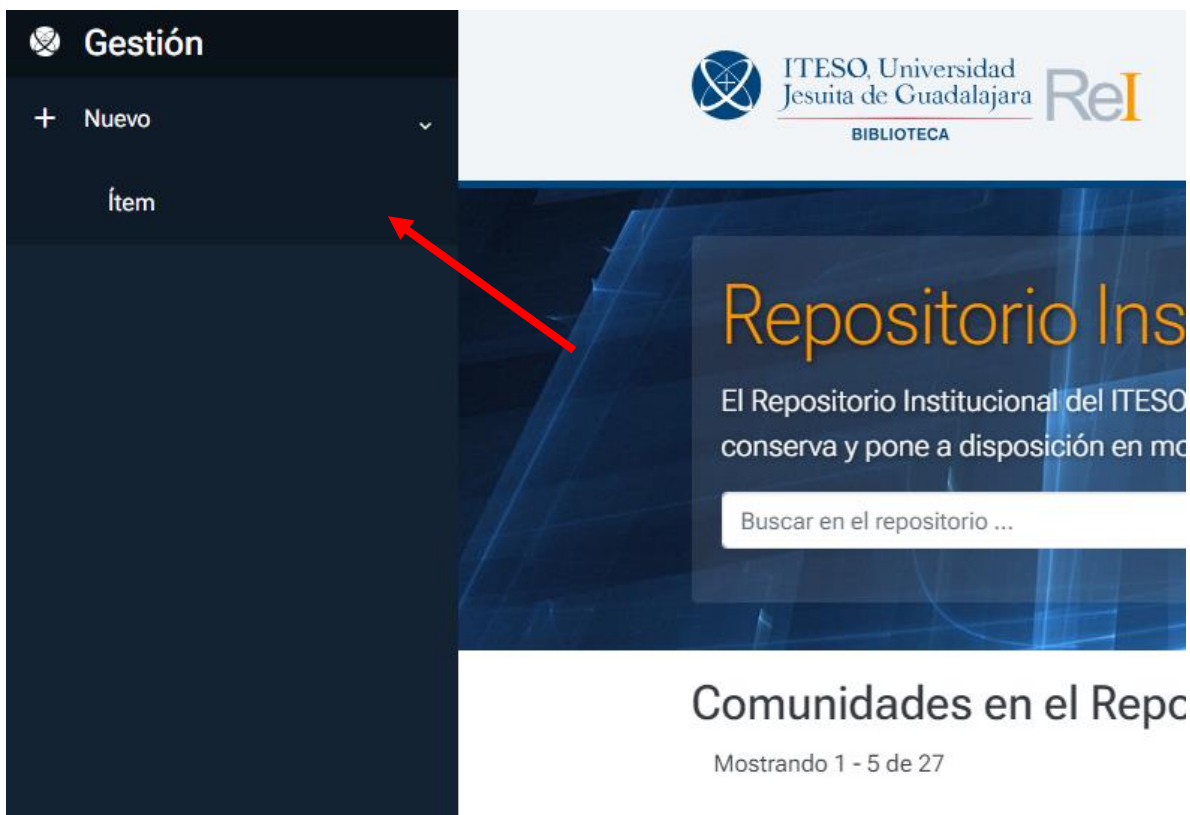 Gestión
+ Nuevo
Ítem
ITESO, Universidad
Jesuita de Guadalajara
BIBLIOTECA
ReI
Repositorio Ins
El Repositorio Institucional del ITESO
conserva y pone a disposición en mo
Buscar en el repositorio ...
Comunidades en el Repo
Mostrando 1 - 5 de 27